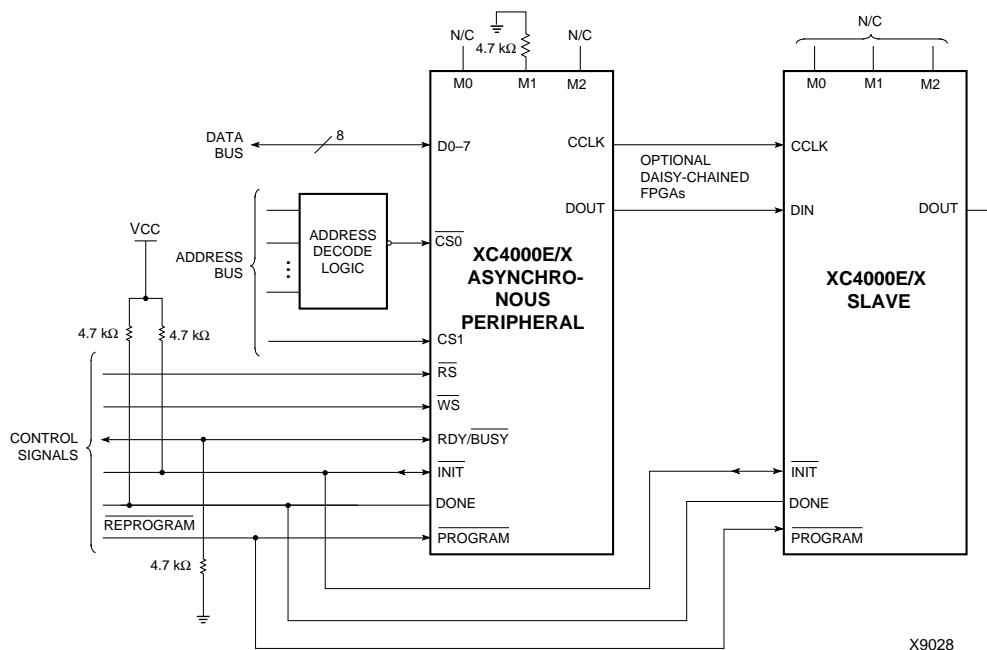 N/C
4.7 kΩ
N/C
N/C
M0
M1
M2
M0
M1
M2
DATA
BUS
8
D0–7
CCLK
CCLK
OPTIONAL
DAISY-CHAINED
FPGAs
DOUT
DIN
DOUT
VCC
ADDRESS
BUS
ADDRESS
DECODE
LOGIC
CS0
XC4000E/X
ASYNCHRO-
NOUS
PERIPHERAL
XC4000E/X
SLAVE
4.7 kΩ
4.7 kΩ
CS1
RS
WS
CONTROL
SIGNALS
RDY/BUSY
INIT
INIT
DONE
DONE
REPROGRAM
PROGRAM
PROGRAM
4.7 kΩ
X9028